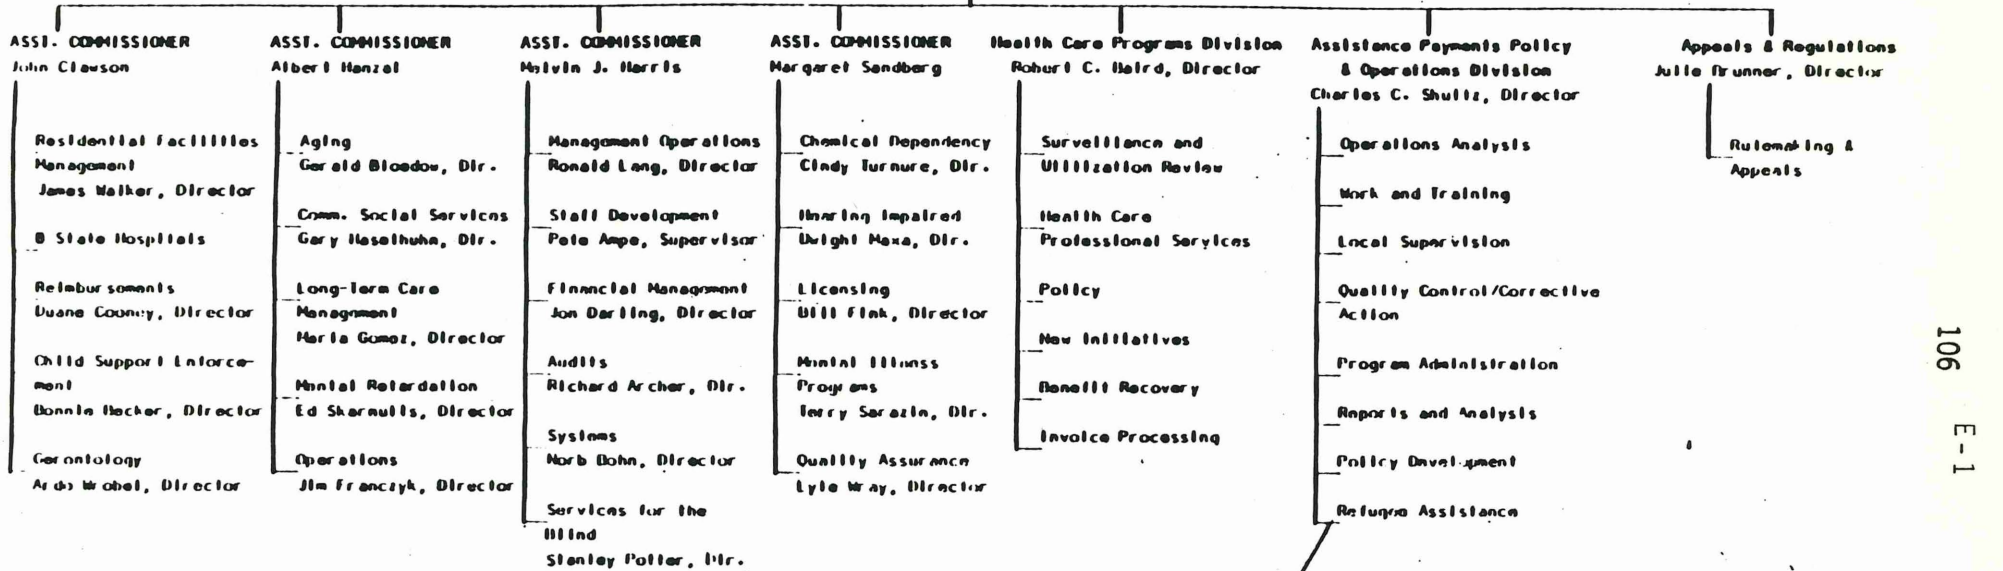 ASST. COMMISSIONER
John Clawson
Residential Facilities
Management
James Walker, Director
8 State Hospitals
Reimbursements
Duane Cooney, Director
Child Support Enforce-
ment
Bonnie Becker, Director
Gerontology
Ardo Wrobel, Director
ASST. COMMISSIONER
Albert Hanzal
Aging
Gerald Bloedow, Dir.
Comm. Social Services
Gary Haselhuhn, Dir.
Long-Term Care
Management
Maria Gomez, Director
Mental Retardation
Ed Skarnulis, Director
Operations
Jim Franczyk, Director
ASST. COMMISSIONER
Melvin J. Harris
Management Operations
Ronald Lang, Director
Staff Development
Pete Ampe, Supervisor
Financial Management
Jon Darling, Director
Audits
Richard Archer, Dir.
Systems
Norb Bohn, Director
Services for the
Blind
Stanley Potter, Dir.
ASST. COMMISSIONER
Margaret Sandberg
Chemical Dependency
Cindy Turnure, Dir.
Hearing Impaired
Dwight Maxa, Dir.
Licensing
Will Fink, Director
Mental Illness
Programs
Terry Sarazin, Dir.
Quality Assurance
Lyle Wray, Director
Health Care Programs Division
Robert C. Baird, Director
Surveillance and
Utilization Review
Health Care
Professional Services
Policy
New Initiatives
Benefit Recovery
Invoice Processing
Assistance Payments Policy
& Operations Division
Charles C. Shultz, Director
Operations Analysis
Work and Training
Local Supervision
Quality Control/Corrective
Action
Program Administration
Reports and Analysis
Policy Development
Refugee Assistance
Appeals & Regulations
Julie Brunner, Director
Rulemaking &
Appeals
106 E-1